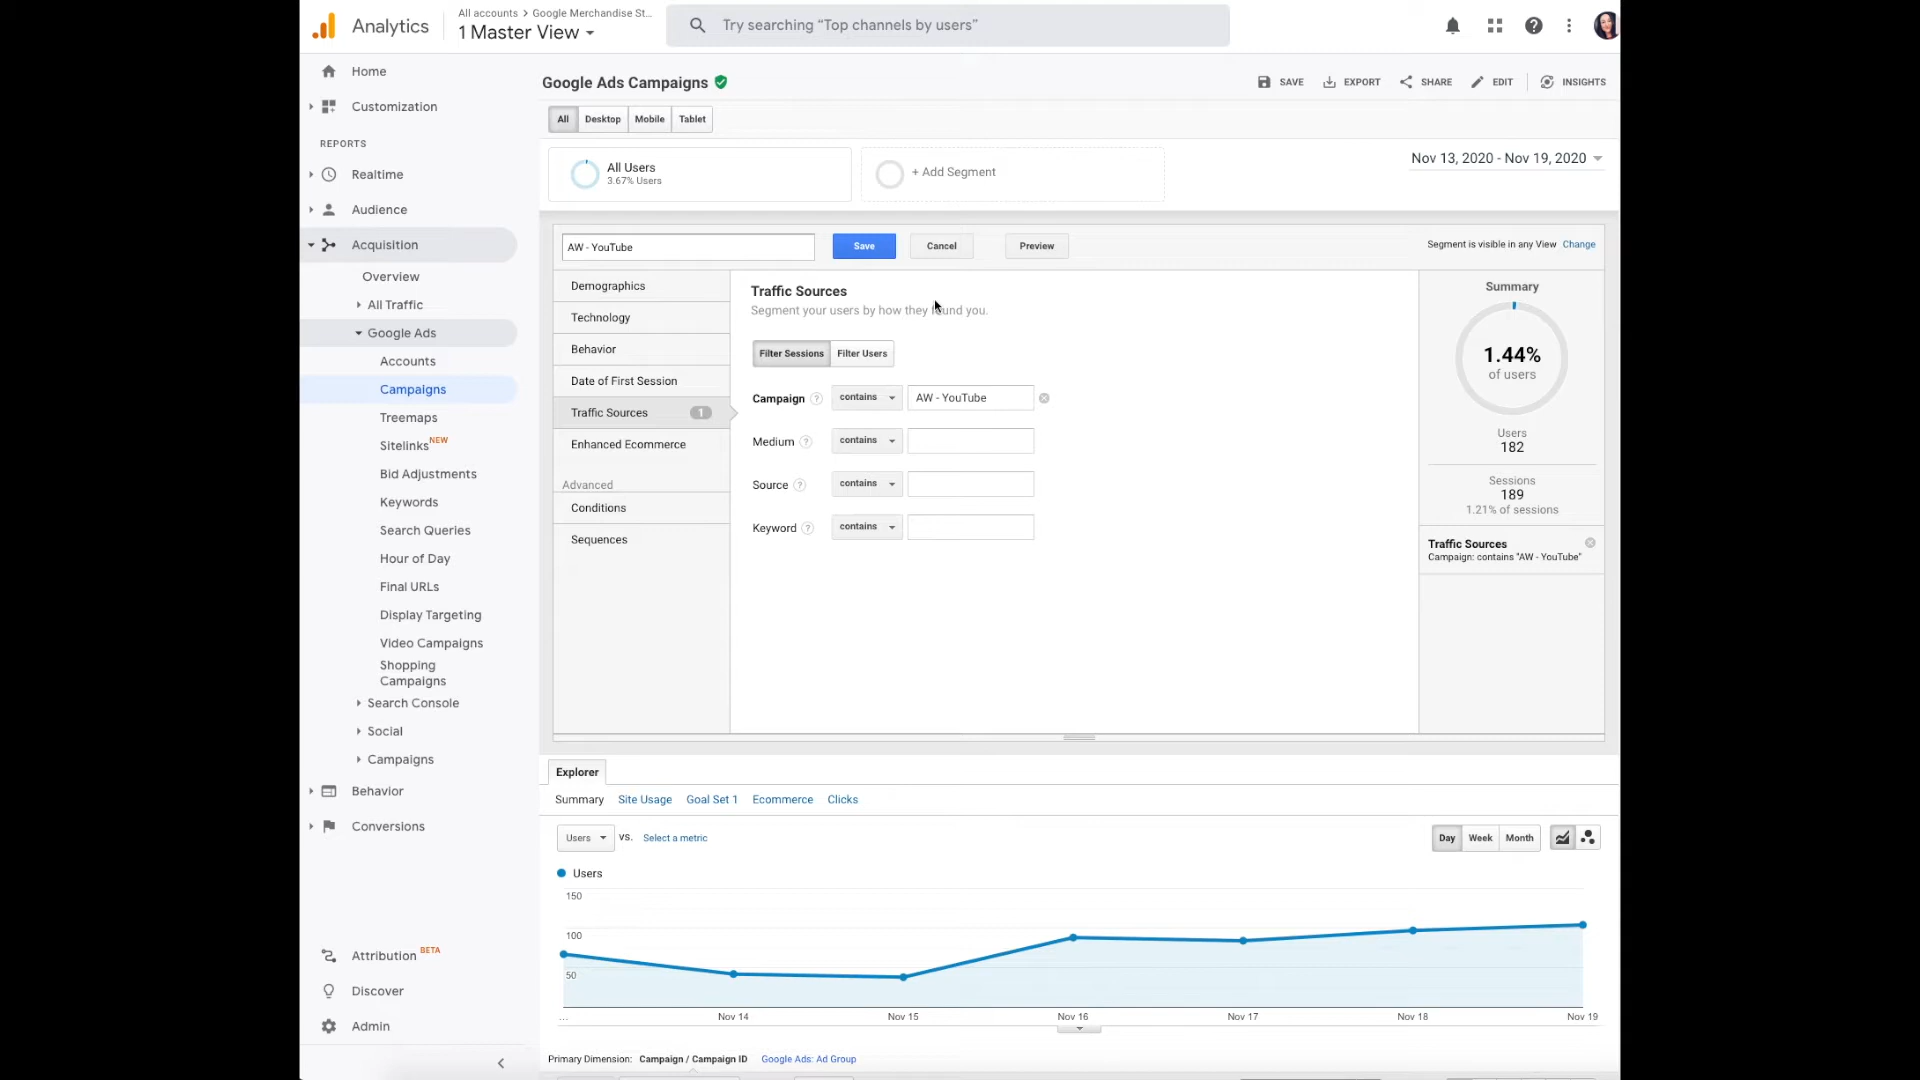 Analytics
All accounts > Google Merchandise St...
1 Master View
Try searching “Top channels by users”
Home
Customization
REPORTS
Realtime
Audience
Acquisition
Overview
All Traffic
Google Ads
Accounts
Campaigns
Treemaps
Sitelinks NEW
Bid Adjustments
Keywords
Search Queries
Hour of Day
Final URLs
Display Targeting
Video Campaigns
Shopping
Campaigns
Search Console
Social
Campaigns
Behavior
Conversions
Attribution BETA
Discover
Admin
Google Ads Campaigns
SAVE
EXPORT
SHARE
EDIT
INSIGHTS
All
Desktop
Mobile
Tablet
All Users
3.67% Users
+ Add Segment
Nov 13, 2020 - Nov 19, 2020
AW - YouTube
Save
Cancel
Preview
Segment is visible in any View Change
Demographics
Technology
Behavior
Date of First Session
Traffic Sources 1
Enhanced Ecommerce
Advanced
Conditions
Sequences
Traffic Sources
Segment your users by how they found you.
Filter Sessions
Filter Users
Campaign ? contains AW - YouTube
Medium ? contains
Source ? contains
Keyword ? contains
Summary
1.44%
of users
Users
182
Sessions
189
1.21% of sessions
Traffic Sources
Campaign: contains "AW - YouTube"
Explorer
Summary
Site Usage
Goal Set 1
Ecommerce
Clicks
Users
VS.
Select a metric
Day
Week
Month
Users
150
100
50
...
Nov 14
Nov 15
Nov 16
Nov 17
Nov 18
Nov 19
Primary Dimension: Campaign / Campaign ID Google Ads: Ad Group